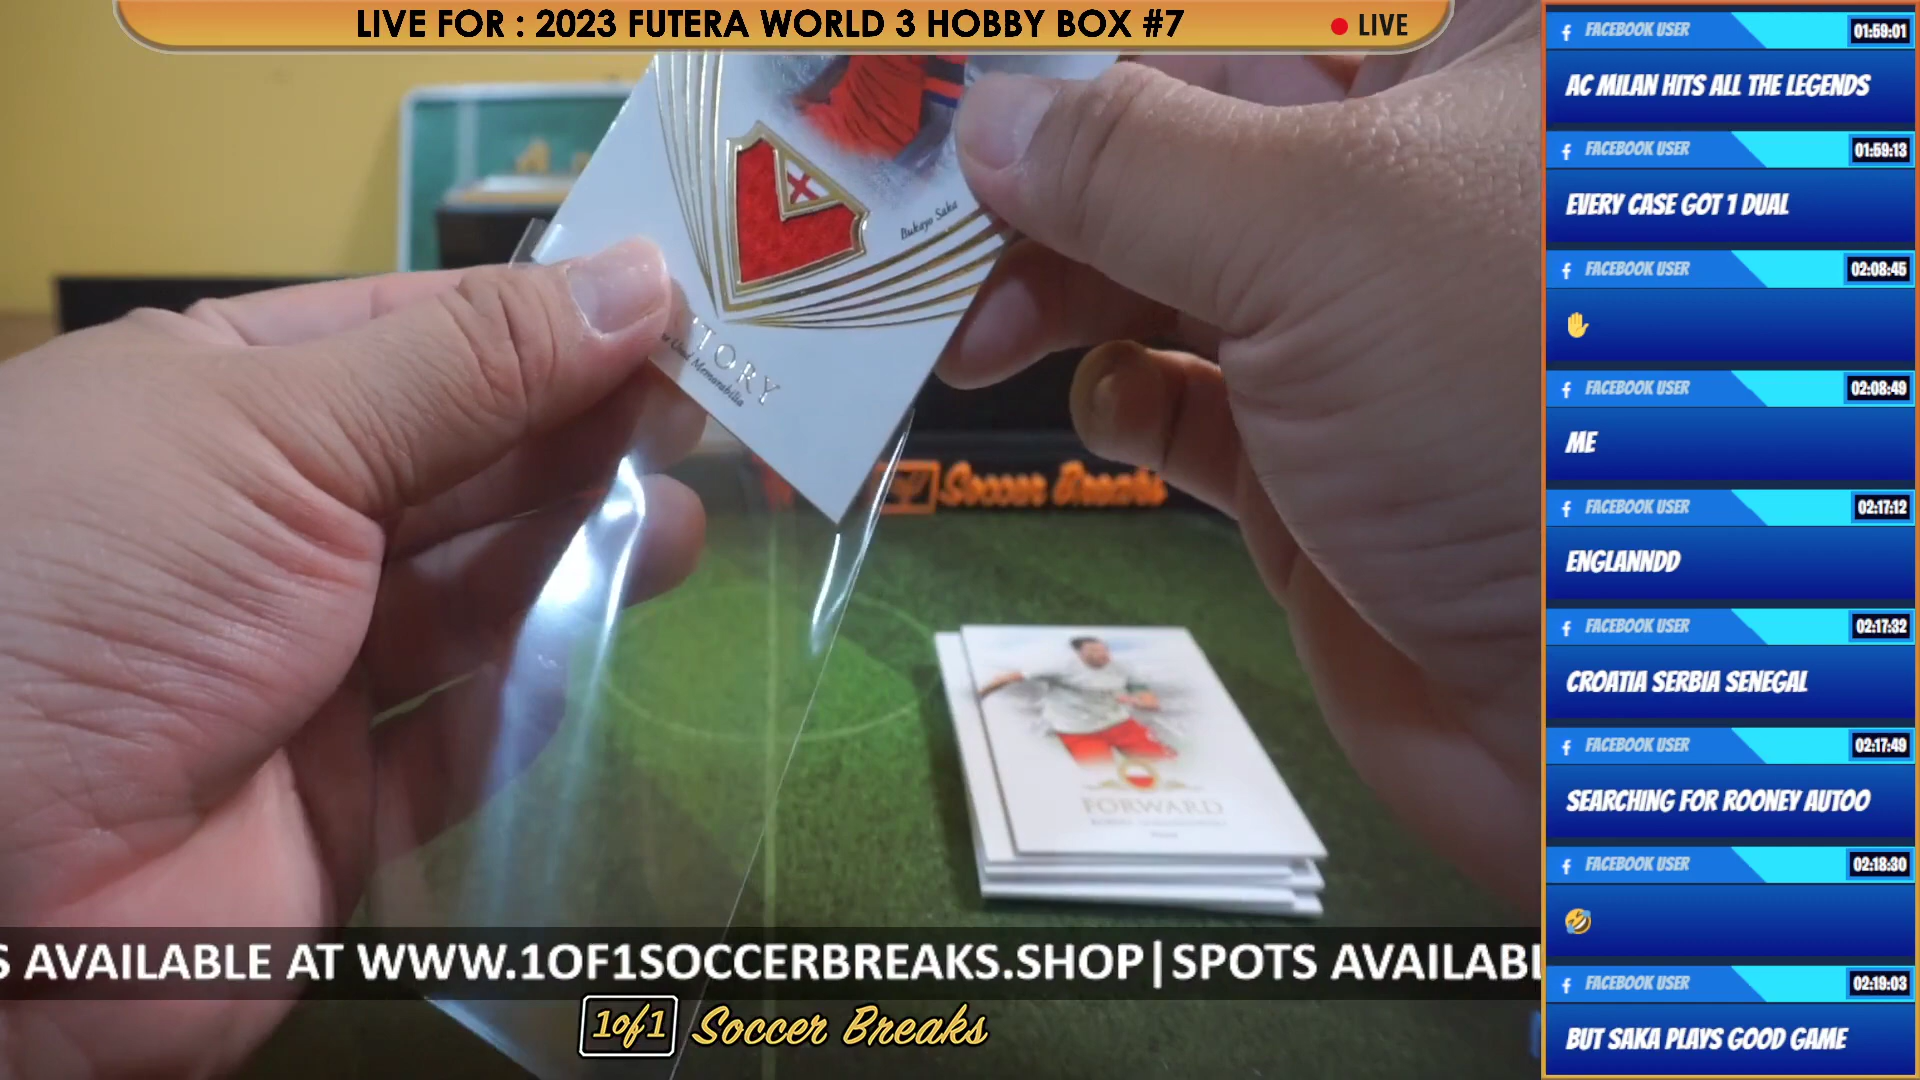 LIVE FOR : 2023 FUTERA WORLD 3 HOBBY BOX #7
LIVE
Bukayo Saka
TORY
Used Memorabilia
Soccer Breaks
FORWARD
S AVAILABLE AT WWW.1OF1SOCCERBREAKS.SHOP|SPOTS AVAILABL
1of1 Soccer Breaks
FACEBOOK USER 01:59:01
AC MILAN HITS ALL THE LEGENDS
FACEBOOK USER 01:59:13
EVERY CASE GOT 1 DUAL
FACEBOOK USER 02:08:45
✋
FACEBOOK USER 02:08:49
ME
FACEBOOK USER 02:17:12
ENGLANNDD
FACEBOOK USER 02:17:32
CROATIA SERBIA SENEGAL
FACEBOOK USER 02:17:49
SEARCHING FOR ROONEY AUTOO
FACEBOOK USER 02:18:30
🤣
FACEBOOK USER 02:19:03
BUT SAKA PLAYS GOOD GAME